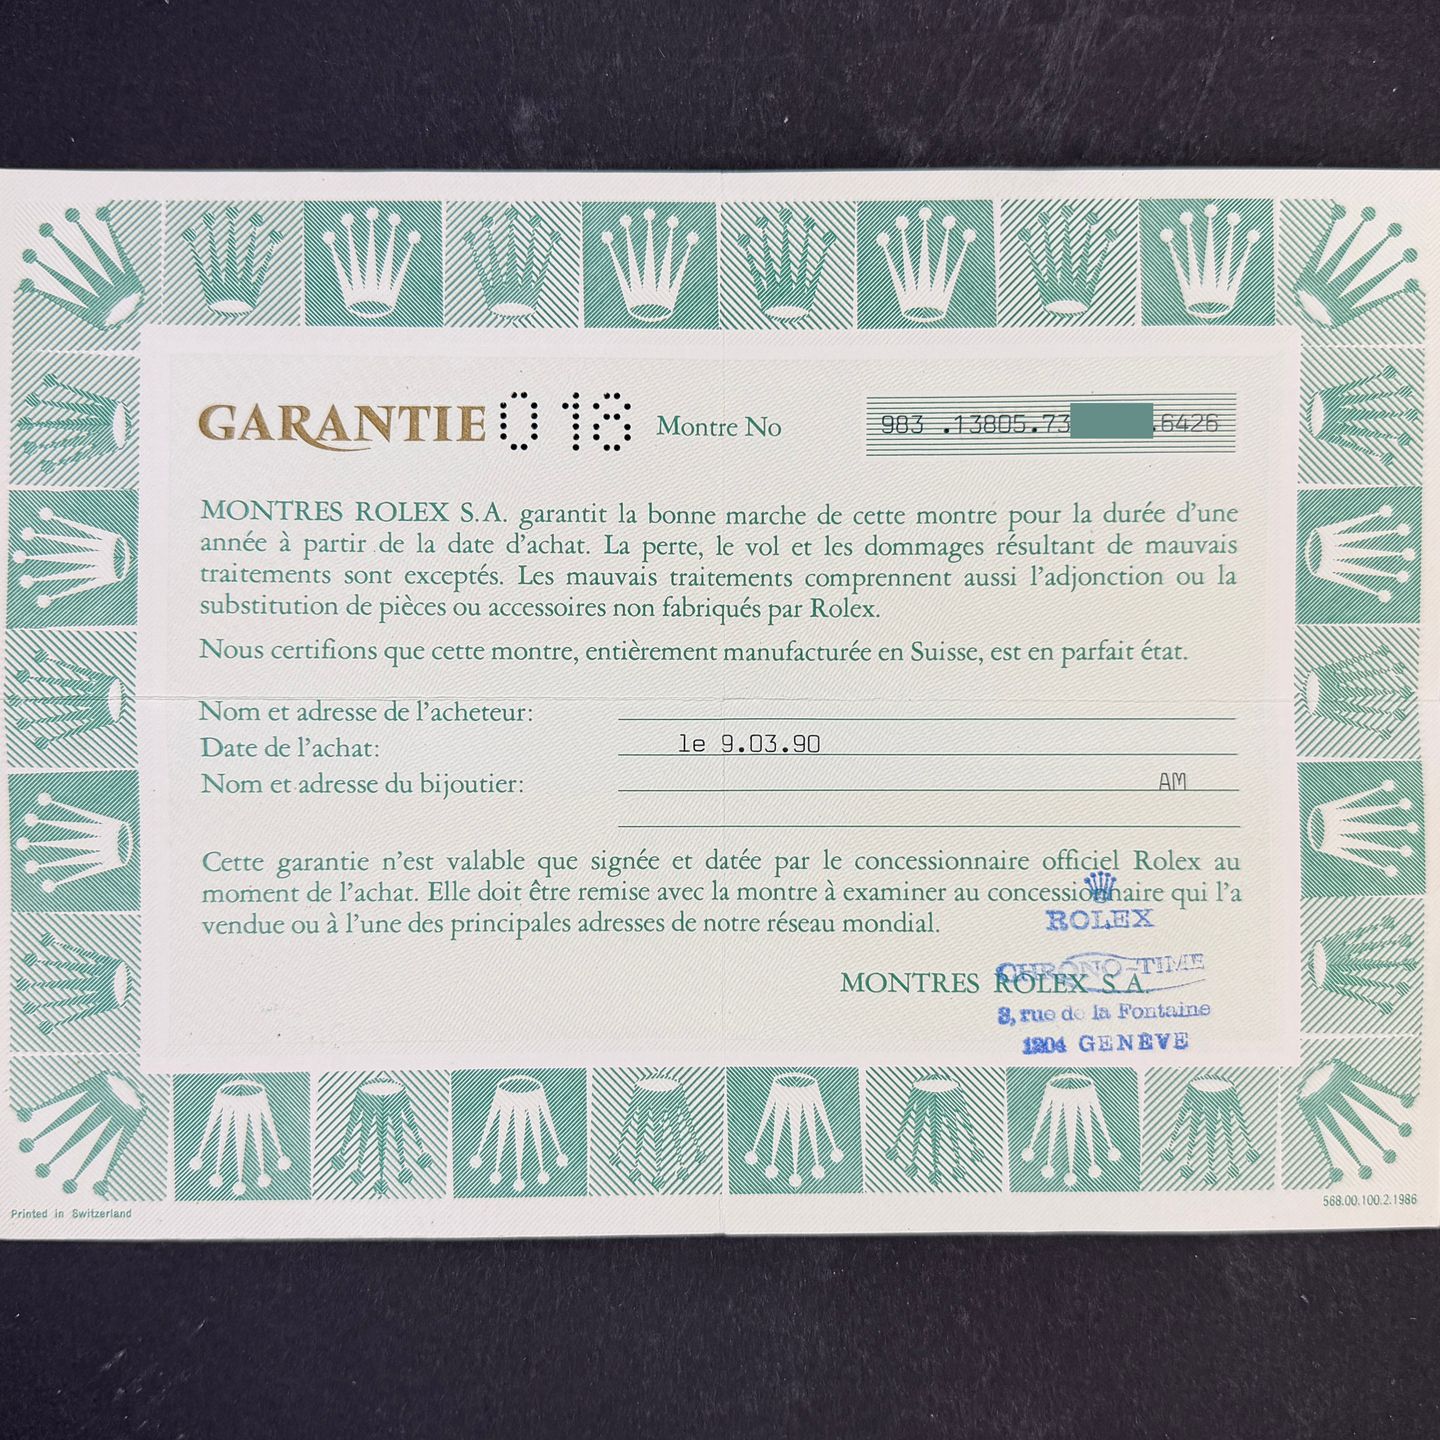 GARANTIE 018 Montre No 983 .13805.73 .6426
MONTRES ROLEX S.A. garantit la bonne marche de cette montre pour la durée d'une
année à partir de la date d'achat. La perte, le vol et les dommages résultant de mauvais
traitements sont exceptés. Les mauvais traitements comprennent aussi l'adjonction ou la
substitution de pièces ou accessoires non fabriqués par Rolex.
Nous certifions que cette montre, entièrement manufacturée en Suisse, est en parfait état.
Nom et adresse de l'acheteur:
Date de l'achat: le 9.03.90
Nom et adresse du bijoutier: AM
Cette garantie n'est valable que signée et datée par le concessionnaire officiel Rolex au
moment de l'achat. Elle doit être remise avec la montre à examiner au concessionnaire qui l'a
vendue ou à l'une des principales adresses de notre réseau mondial.
ROLEX
CHRONO-TIME
MONTRES ROLEX S.A.
3, rue de la Fontaine
1204 GENÈVE
Printed in Switzerland
568.00.100.2.1986